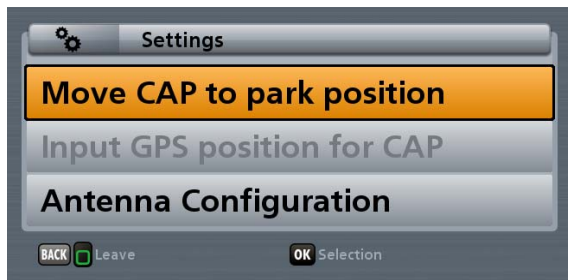 Settings
Move CAP to park position
Input GPS position for CAP
Antenna Configuration
BACK Leave OK Selection